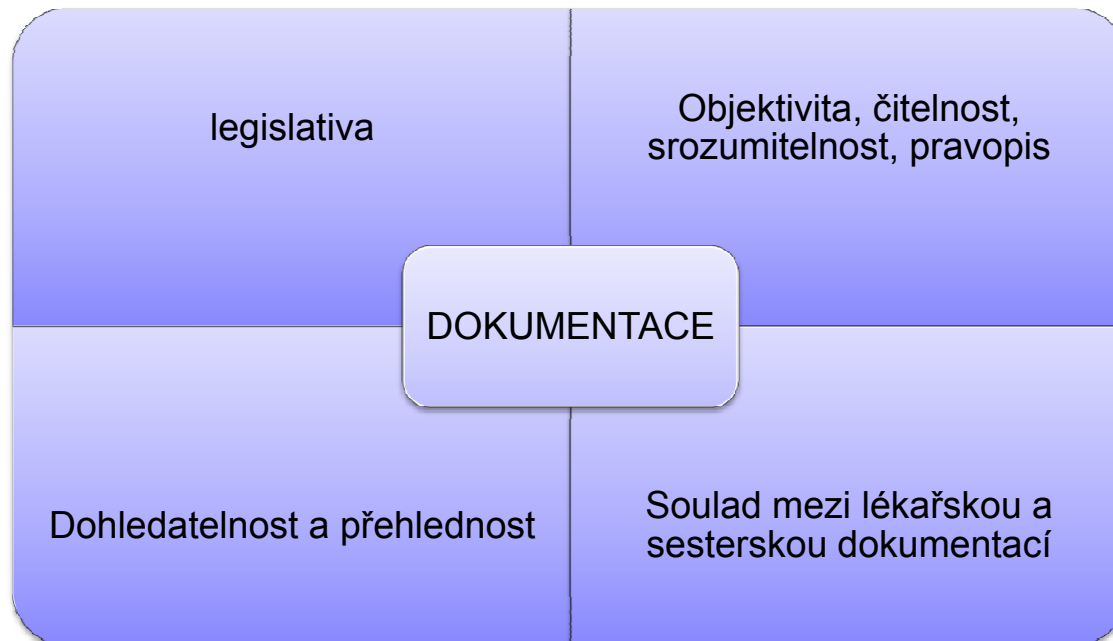 legislativa
Objektivita, čitelnost,
srozumitelnost, pravopis
DOKUMENTACE
Dohledatelnost a přehlednost
Soulad mezi lékařskou a
sesterskou dokumentací